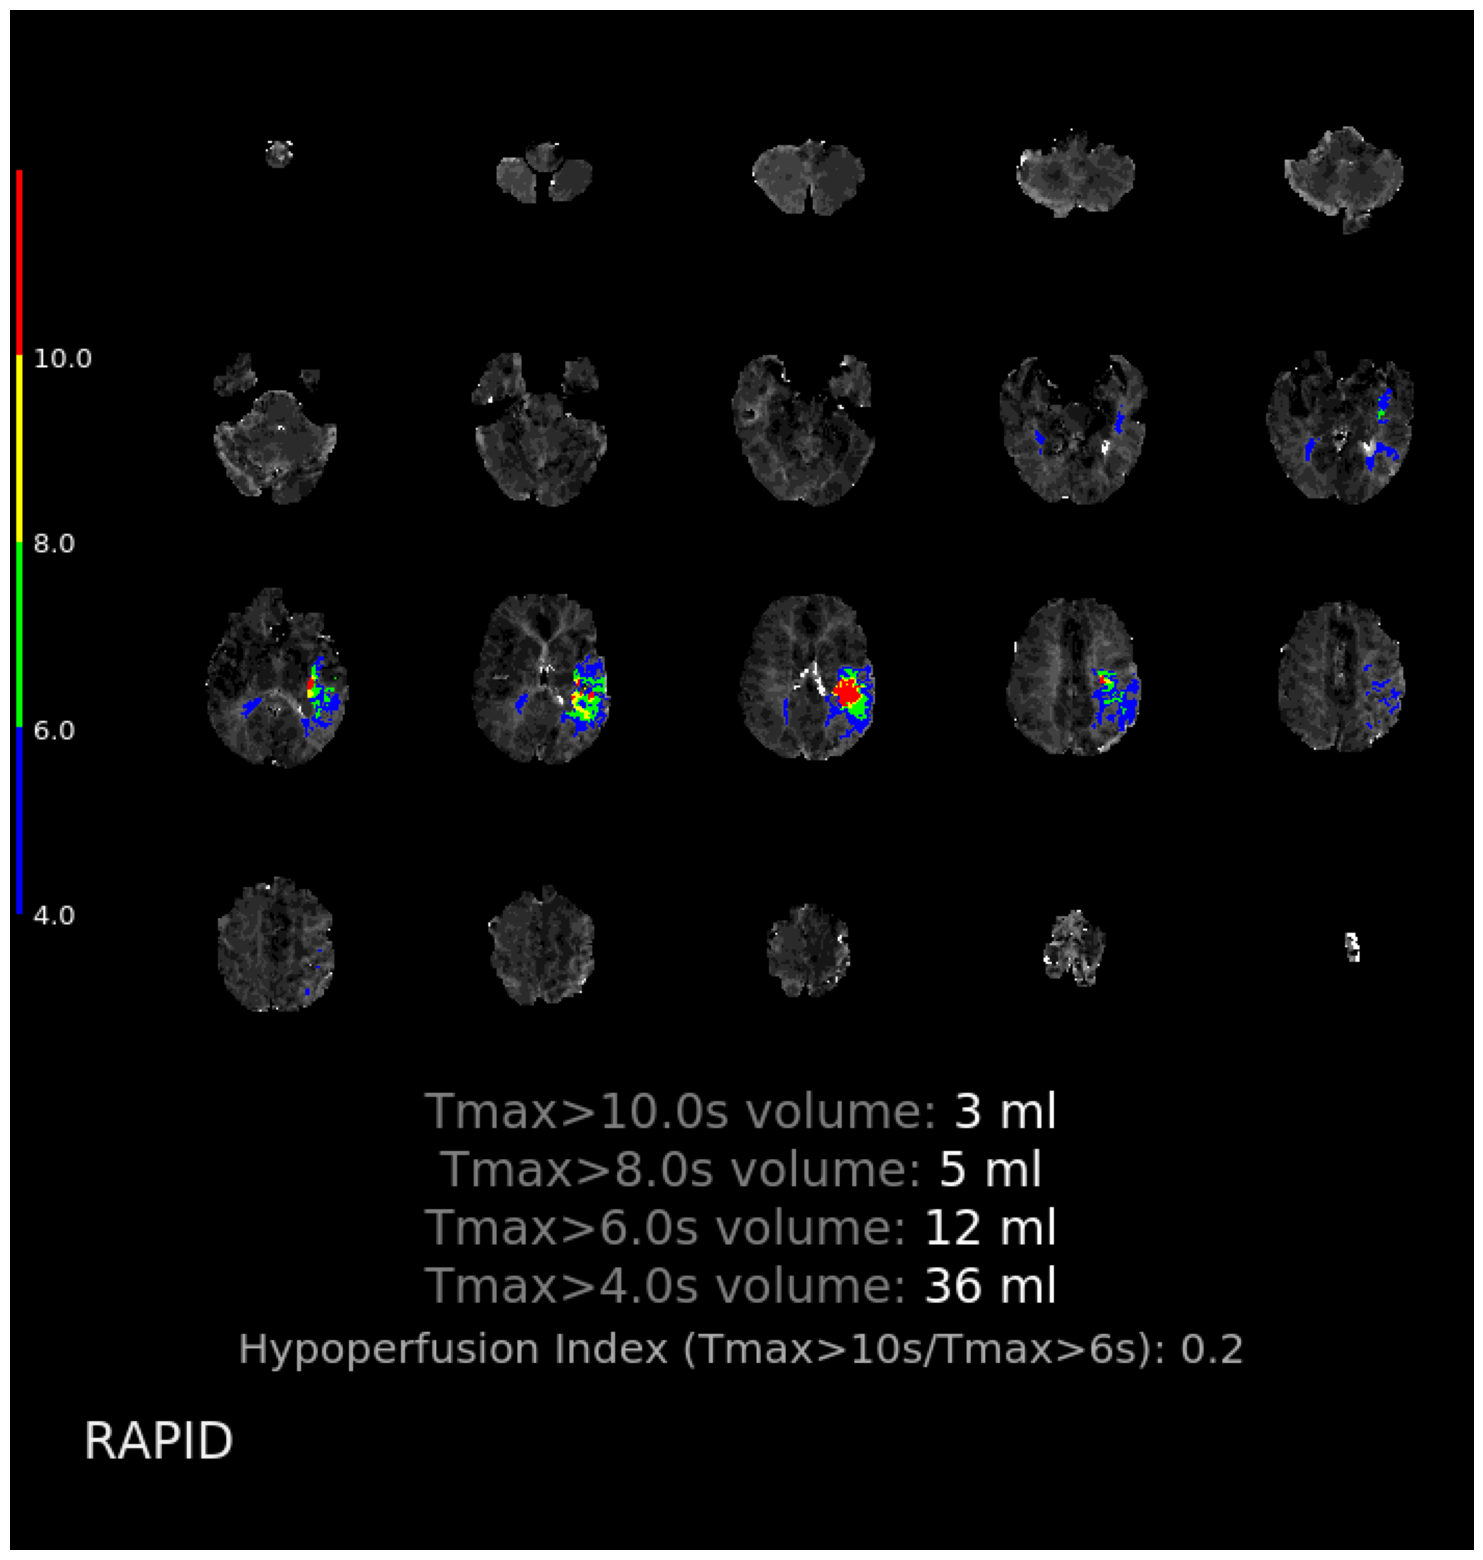 10.0
8.0
6.0
4.0
Tmax>10.0s volume: 3 ml
Tmax>8.0s volume: 5 ml
Tmax>6.0s volume: 12 ml
Tmax>4.0s volume: 36 ml
Hypoperfusion Index (Tmax>10s/Tmax>6s): 0.2
RAPID